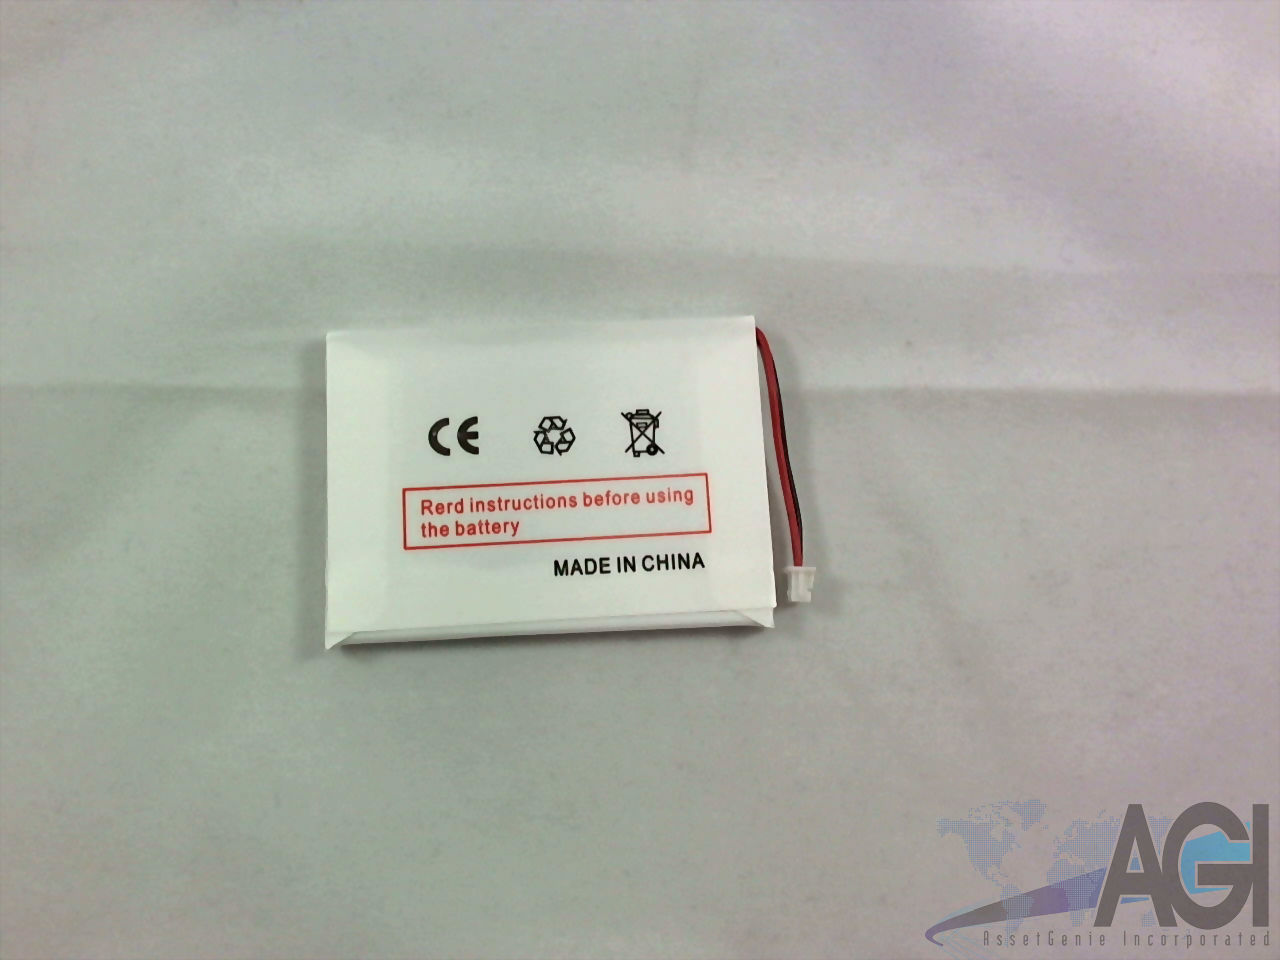 CE
Rerd instructions before using
the battery
MADE IN CHINA
AGI
AssetGenie Incorporated